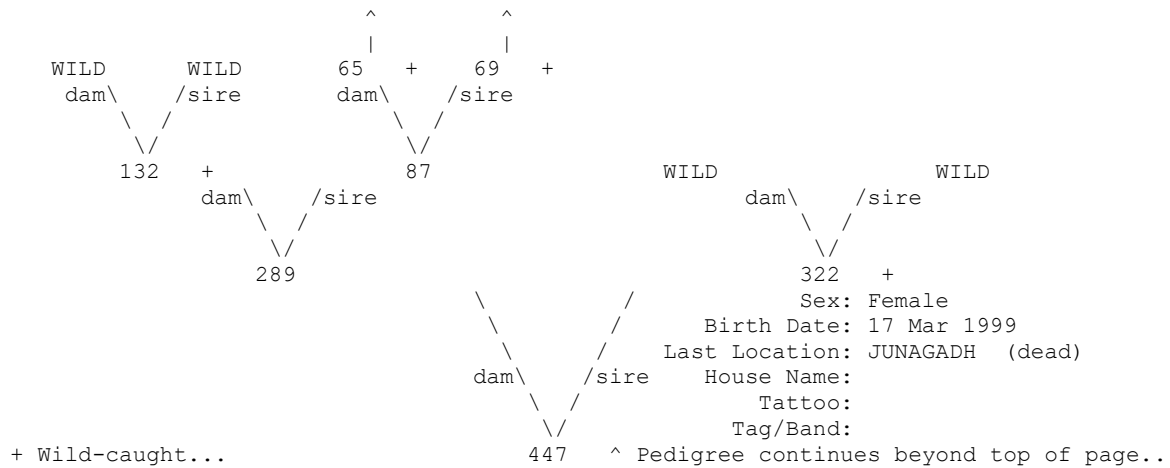 ^ ^
| |
WILD WILD 65 + 69 +
dam\ /sire dam\ /sire
\ / \ /
\/ \/
132 + 87 WILD WILD
dam\ /sire dam\ /sire
\ / \ /
\/ \/
289 322 +
\ / Sex: Female
\ / Birth Date: 17 Mar 1999
\ / Last Location: JUNAGADH (dead)
dam\ /sire House Name:
\ / Tattoo:
\/ Tag/Band:
+ Wild-caught... 447 ^ Pedigree continues beyond top of page..